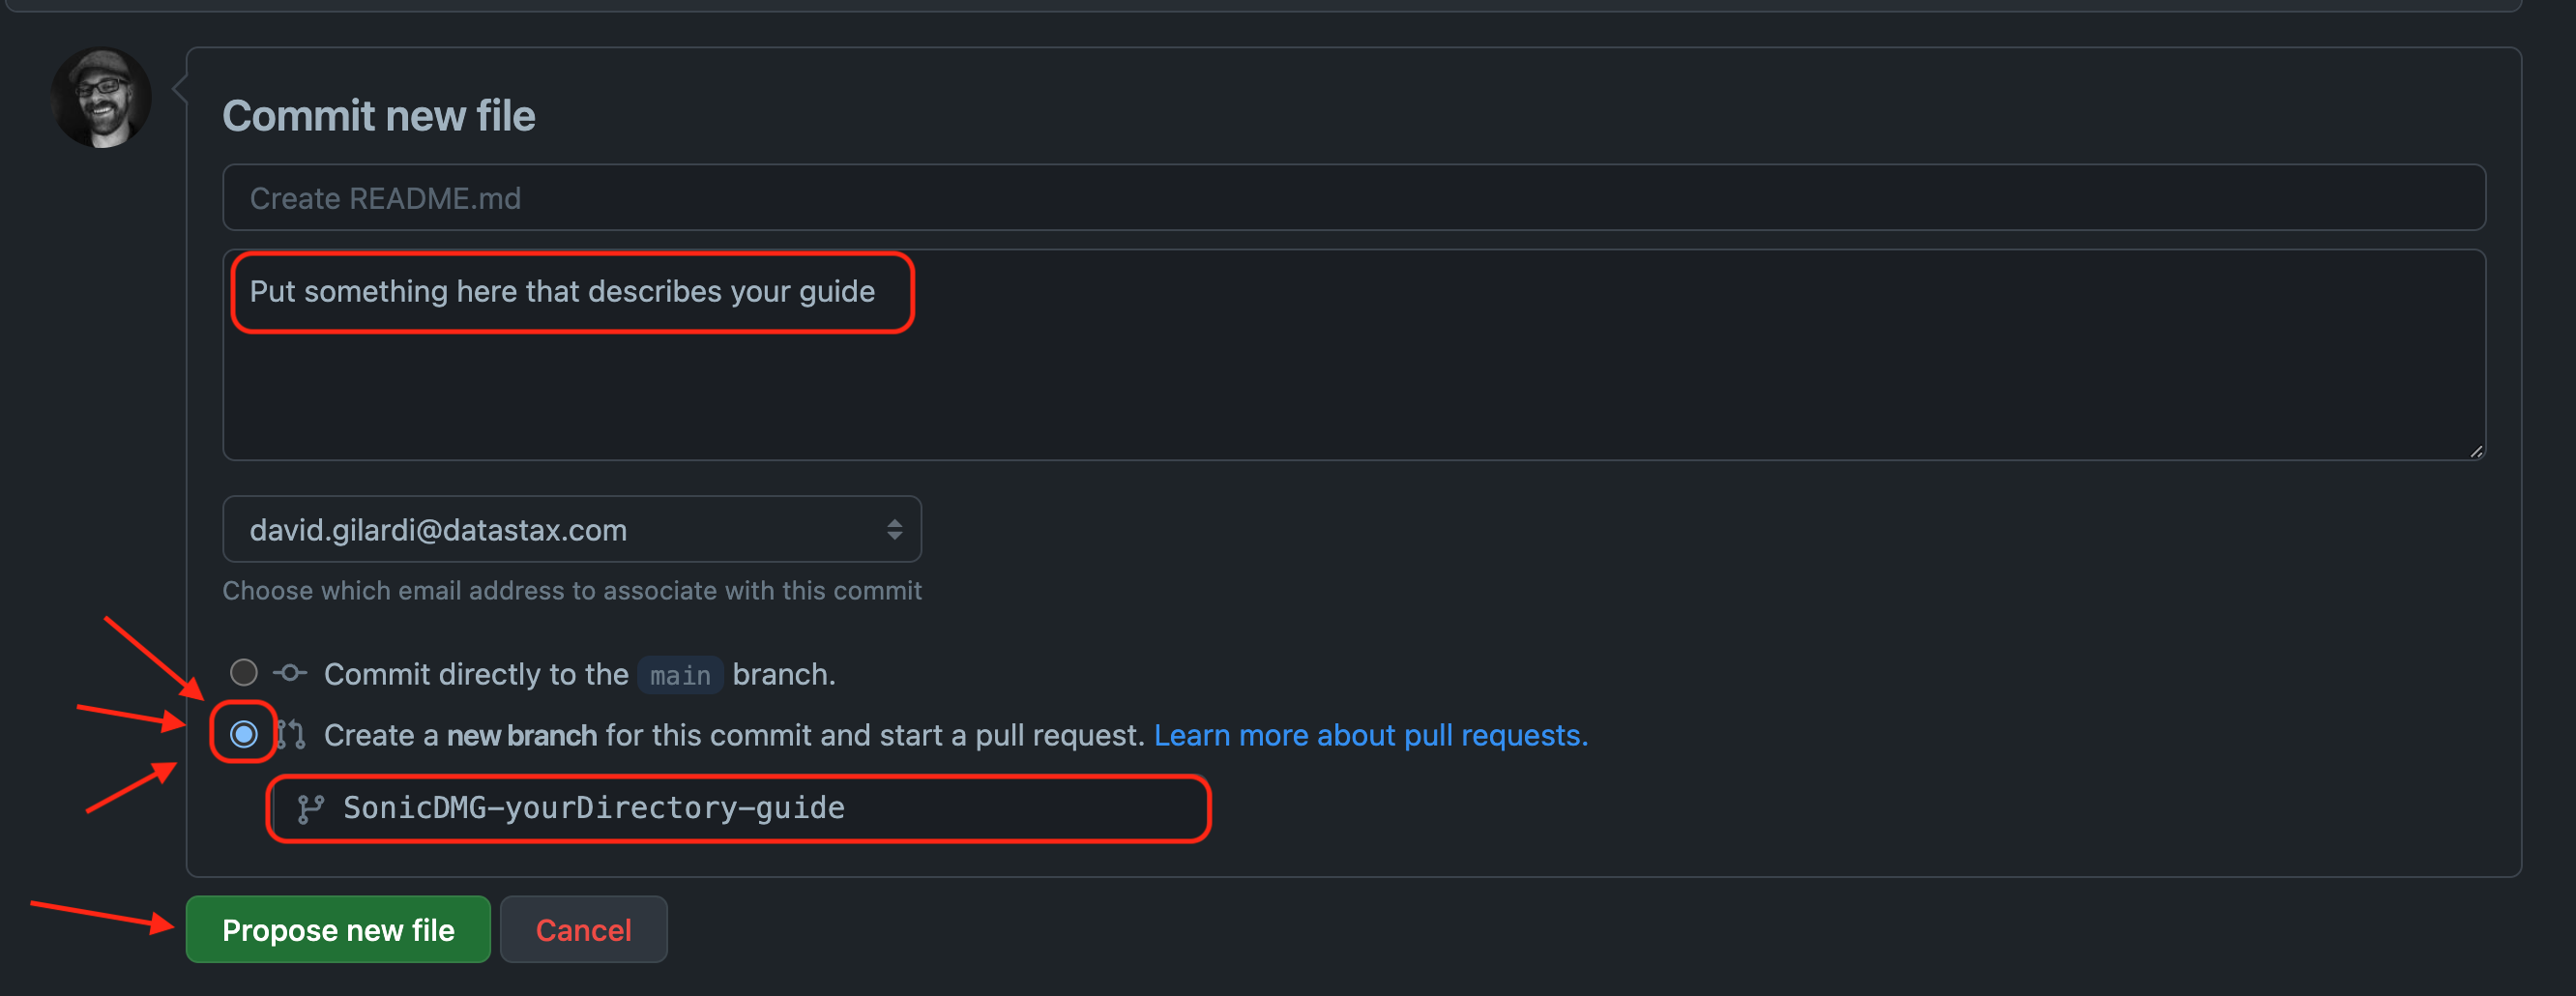 Commit new file
Create README.md
Put something here that describes your guide
david.gilardi@datastax.com
Choose which email address to associate with this commit
Commit directly to the main branch.
Create a new branch for this commit and start a pull request. Learn more about pull requests.
SonicDMG-yourDirectory-guide
Propose new file Cancel